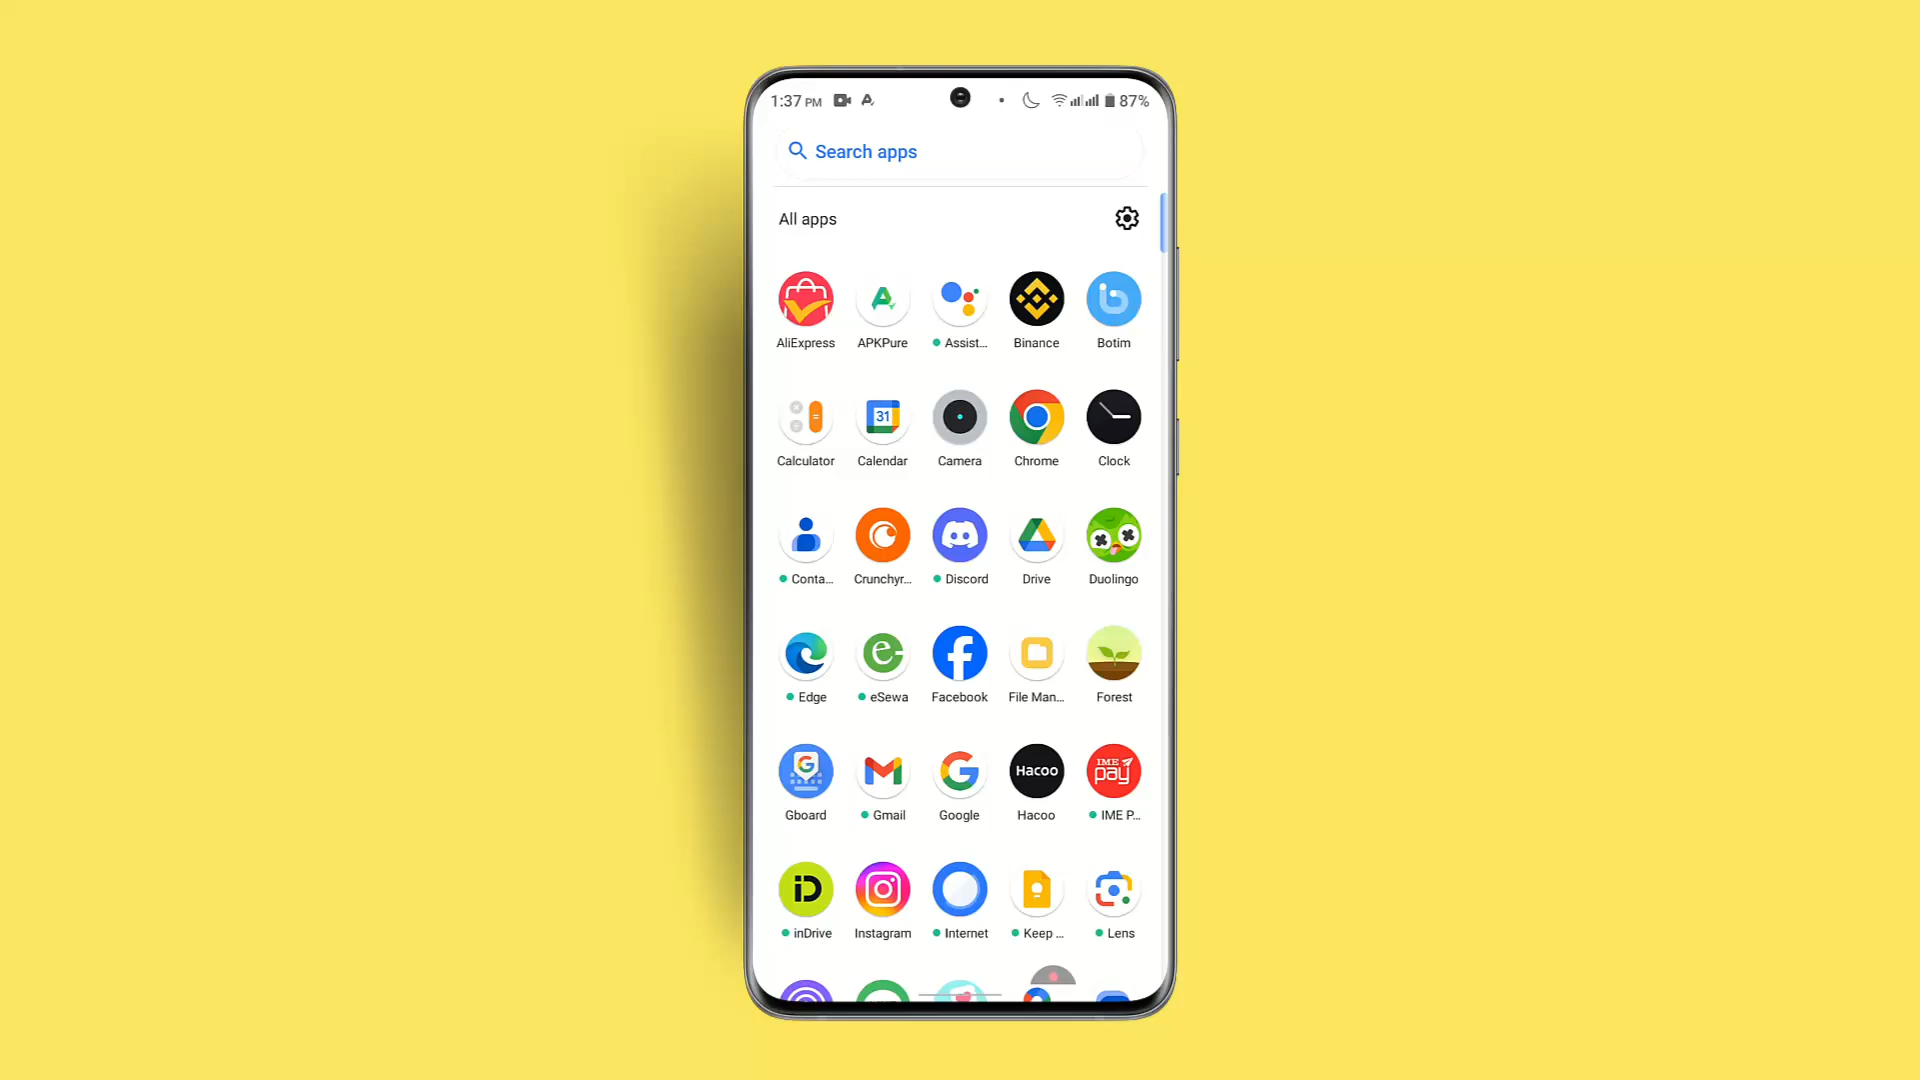 1:37 PM 87%
Search apps
All apps
AliExpress APKPure Assist... Binance Botim
31
Calculator Calendar Camera Chrome Clock
Conta... Crunchyr... Discord Drive Duolingo
Edge eSewa Facebook File Man... Forest
Hacoo IME pay
Gboard Gmail Google Hacoo IME P...
iD
inDrive Instagram Internet Keep ... Lens